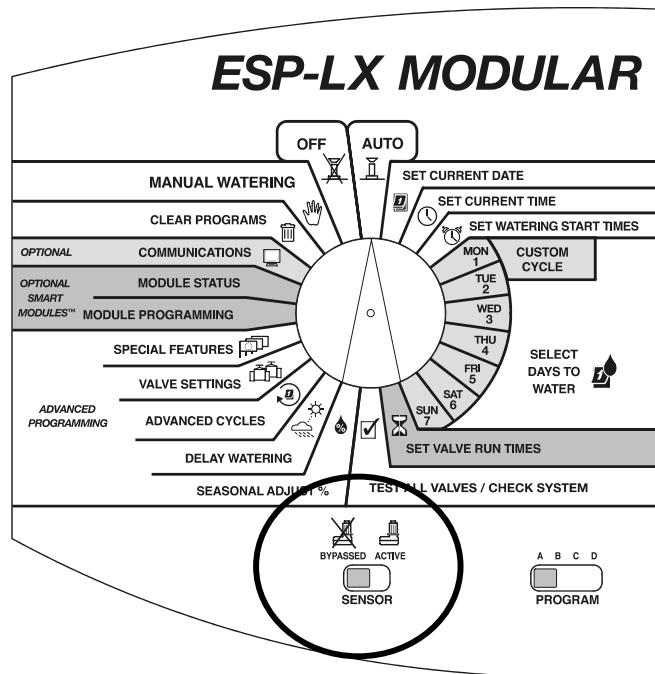 ESP-LX MODULAR
OFF
AUTO
MANUAL WATERING
SET CURRENT DATE
SET CURRENT TIME
CLEAR PROGRAMS
SET WATERING START TIMES
OPTIONAL
COMMUNICATIONS
MON
1
CUSTOM
CYCLE
OPTIONAL
SMART
MODULES™
MODULE STATUS
MODULE PROGRAMMING
TUE
2
WED
3
THU
4
FRI
5
SAT
6
SUN
7
SELECT
DAYS TO
WATER
1
SPECIAL FEATURES
VALVE SETTINGS
ADVANCED
PROGRAMMING
ADVANCED CYCLES
DELAY WATERING
SEASONAL ADJUST %
%
SET VALVE RUN TIMES
TEST ALL VALVES / CHECK SYSTEM
BYPASSED ACTIVE
SENSOR
A B C D
PROGRAM